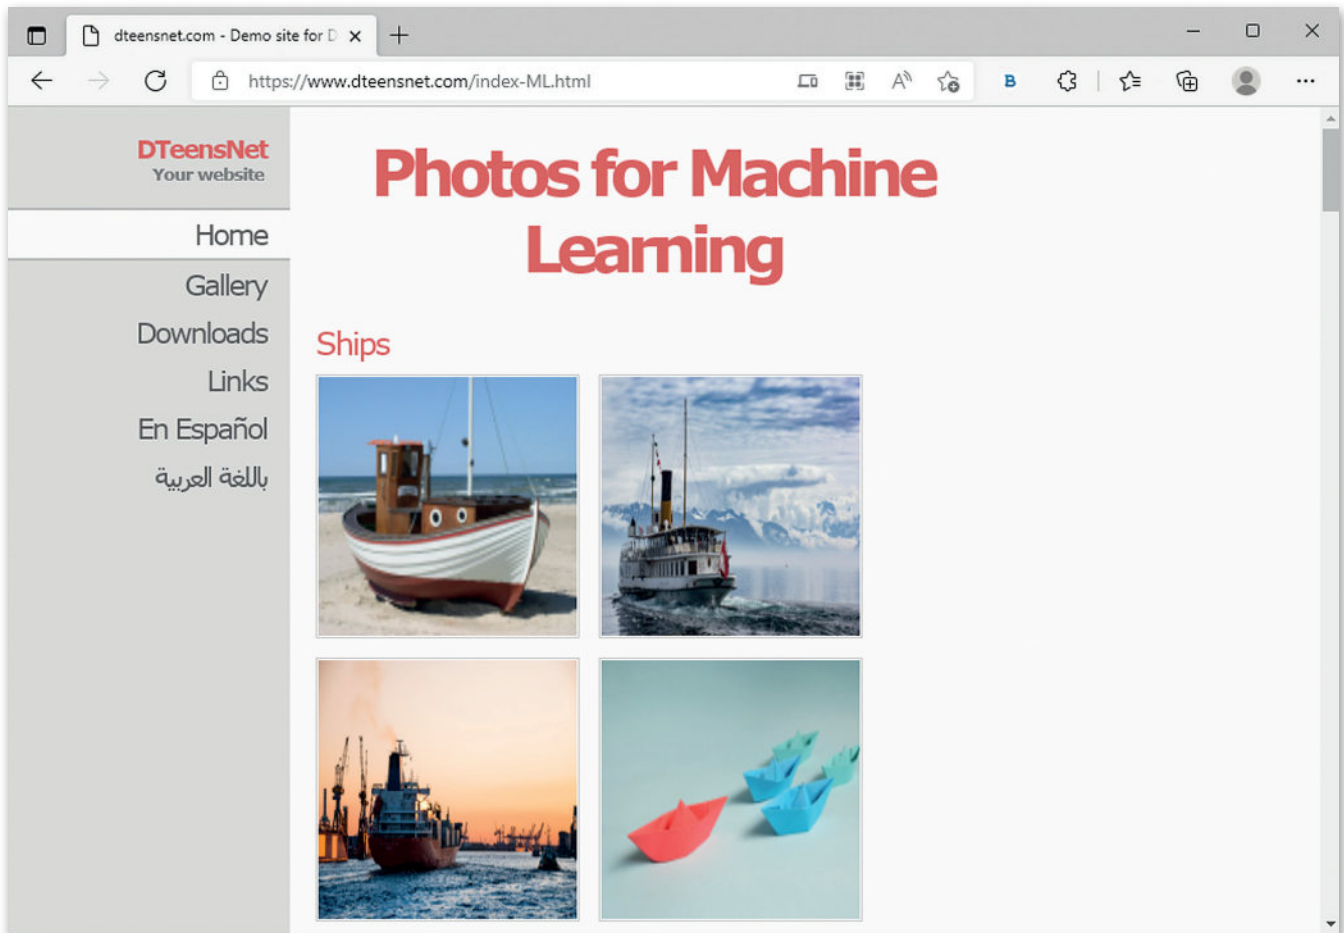 dteensnet.com - Demo site for D
https://www.dteensnet.com/index-ML.html
B
DTeensNet
Your website
Home
Gallery
Downloads
Links
En Español
باللغة العربية
Photos for Machine
Learning
Ships